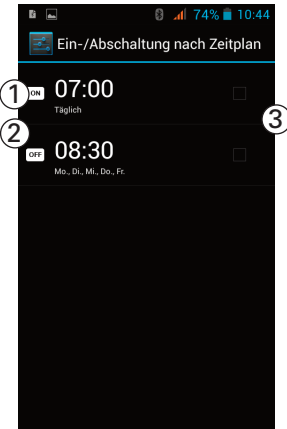 74% 10:44
Ein-/Abschaltung nach Zeitplan
1 ON 07:00
Täglich
3
2 OFF 08:30
Mo., Di., Mi., Do., Fr.